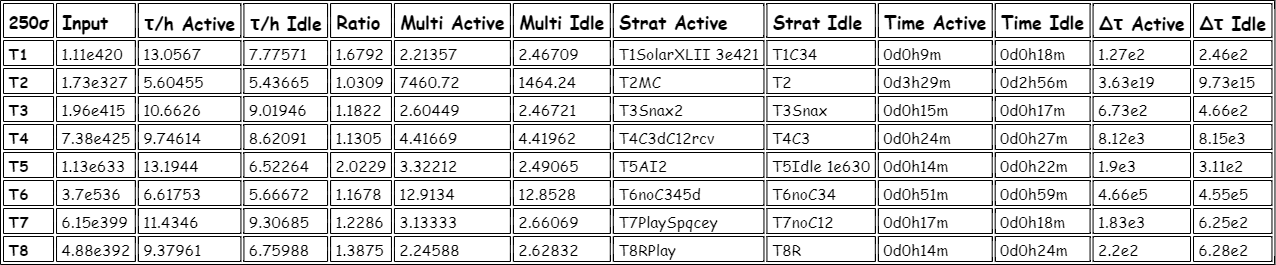 250σ Input τ/h Active τ/h Idle Ratio Multi Active Multi Idle Strat Active Strat Idle Time Active Time Idle Δτ Active Δτ Idle
T1 1.11e420 13.0567 7.77571 1.6792 2.21357 2.46709 T1SolarXLII 3e421 T1C34 0d0h9m 0d0h18m 1.27e2 2.46e2
T2 1.73e327 5.60455 5.43665 1.0309 7460.72 1464.24 T2MC T2 0d3h29m 0d2h56m 3.63e19 9.73e15
T3 1.96e415 10.6626 9.01946 1.1822 2.60449 2.46721 T3Snax2 T3Snax 0d0h15m 0d0h17m 6.73e2 4.66e2
T4 7.38e425 9.74614 8.62091 1.1305 4.41669 4.41962 T4C3dC12rcv T4C3 0d0h24m 0d0h27m 8.12e3 8.15e3
T5 1.13e633 13.1944 6.52264 2.0229 3.32212 2.49065 T5AI2 T5Idle 1e630 0d0h14m 0d0h22m 1.9e3 3.11e2
T6 3.7e536 6.61753 5.66672 1.1678 12.9134 12.8528 T6noC345d T6noC34 0d0h51m 0d0h59m 4.66e5 4.55e5
T7 6.15e399 11.4346 9.30685 1.2286 3.13333 2.66069 T7PlaySpqcey T7noC12 0d0h17m 0d0h18m 1.83e3 6.25e2
T8 4.88e392 9.37961 6.75988 1.3875 2.24588 2.62832 T8RPlay T8R 0d0h14m 0d0h24m 2.2e2 6.28e2